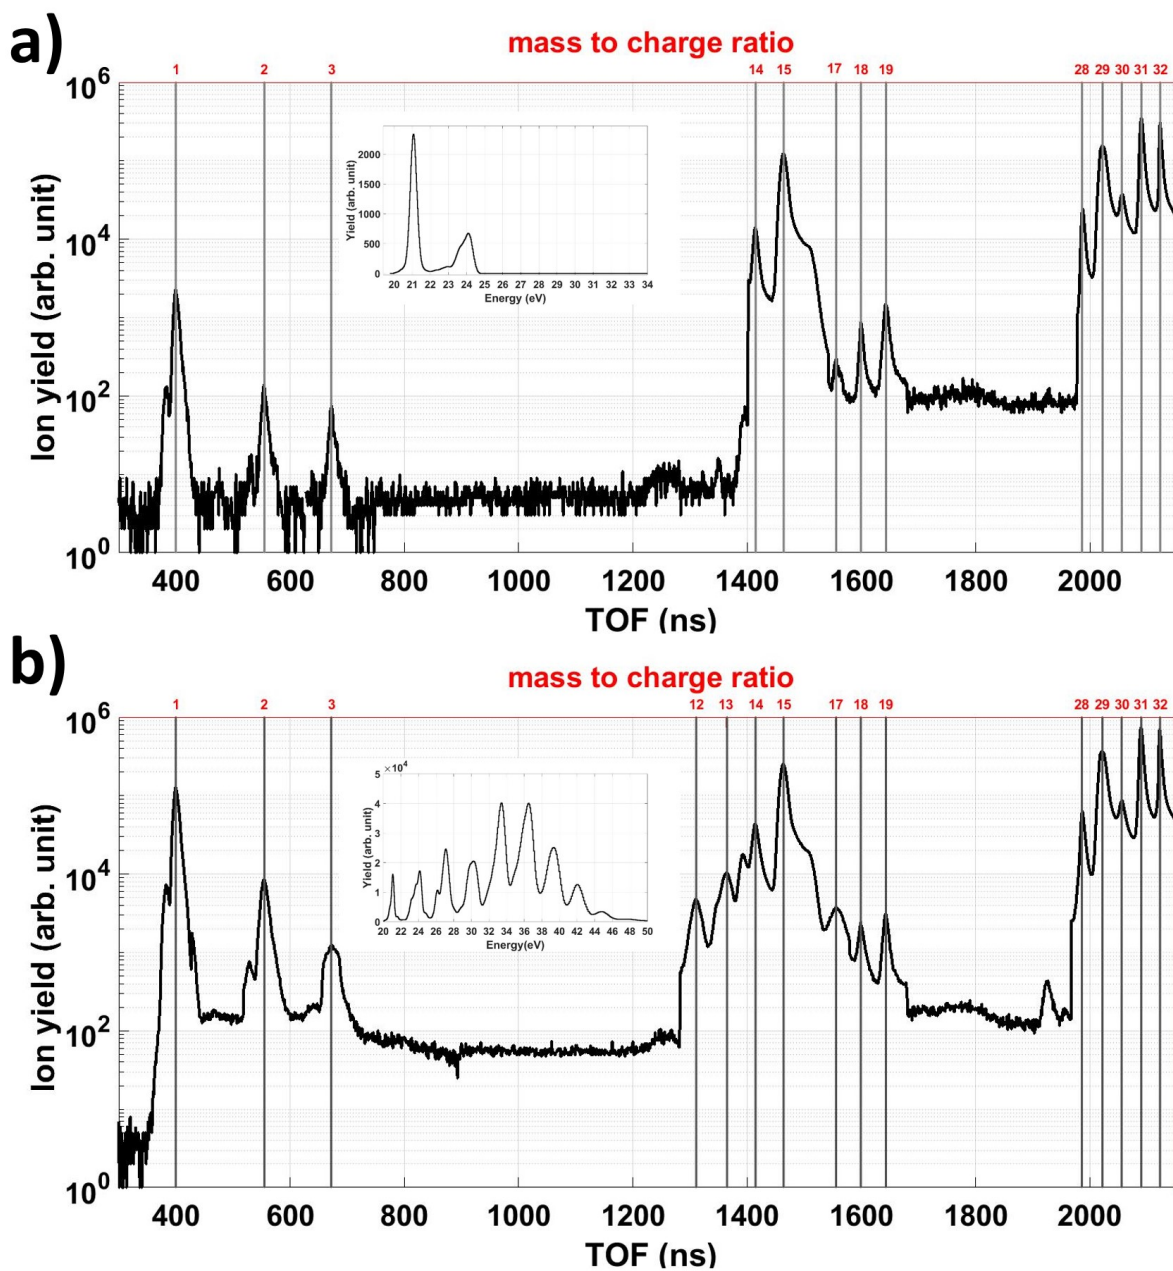 a)
mass to charge ratio
1 2 3 14 15 17 18 19 28 29 30 31 32
10^6
10^4
10^2
10^0
Ion yield (arb. unit)
2000
1500
1000
500
0
Yield (arb. unit)
20 21 22 23 24 25 26 27 28 29 30 31 32 33 34
Energy (eV)
400 600 800 1000 1200 1400 1600 1800 2000
TOF (ns)
b)
mass to charge ratio
1 2 3 12 13 14 15 17 18 19 28 29 30 31 32
10^6
10^4
10^2
10^0
Ion yield (arb. unit)
×10^4
5
4
3
2
1
0
Yield (arb. unit)
20 22 24 26 28 30 32 34 36 38 40 42 44 46 48 50
Energy(eV)
400 600 800 1000 1200 1400 1600 1800 2000
TOF (ns)